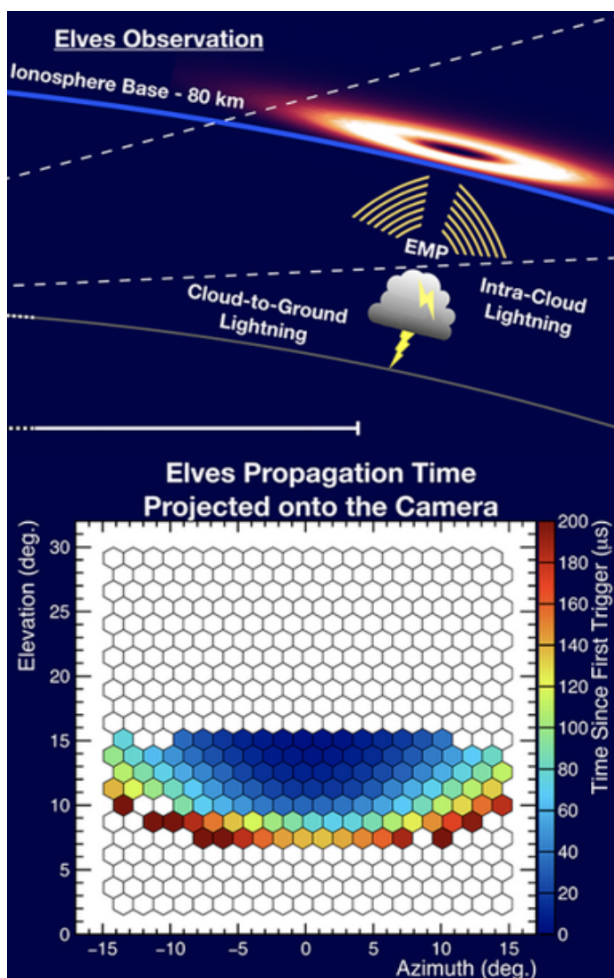 Elves Observation
Ionosphere Base - 80 km
EMP
Cloud-to-Ground
Lightning
Intra-Cloud
Lightning
Elves Propagation Time
Projected onto the Camera
Elevation (deg.)
30
25
20
15
10
5
0
−15
−10
−5
0
5
10
15
Azimuth (deg.)
200
180
160
140
120
100
80
60
40
20
0
Time Since First Trigger (μs)